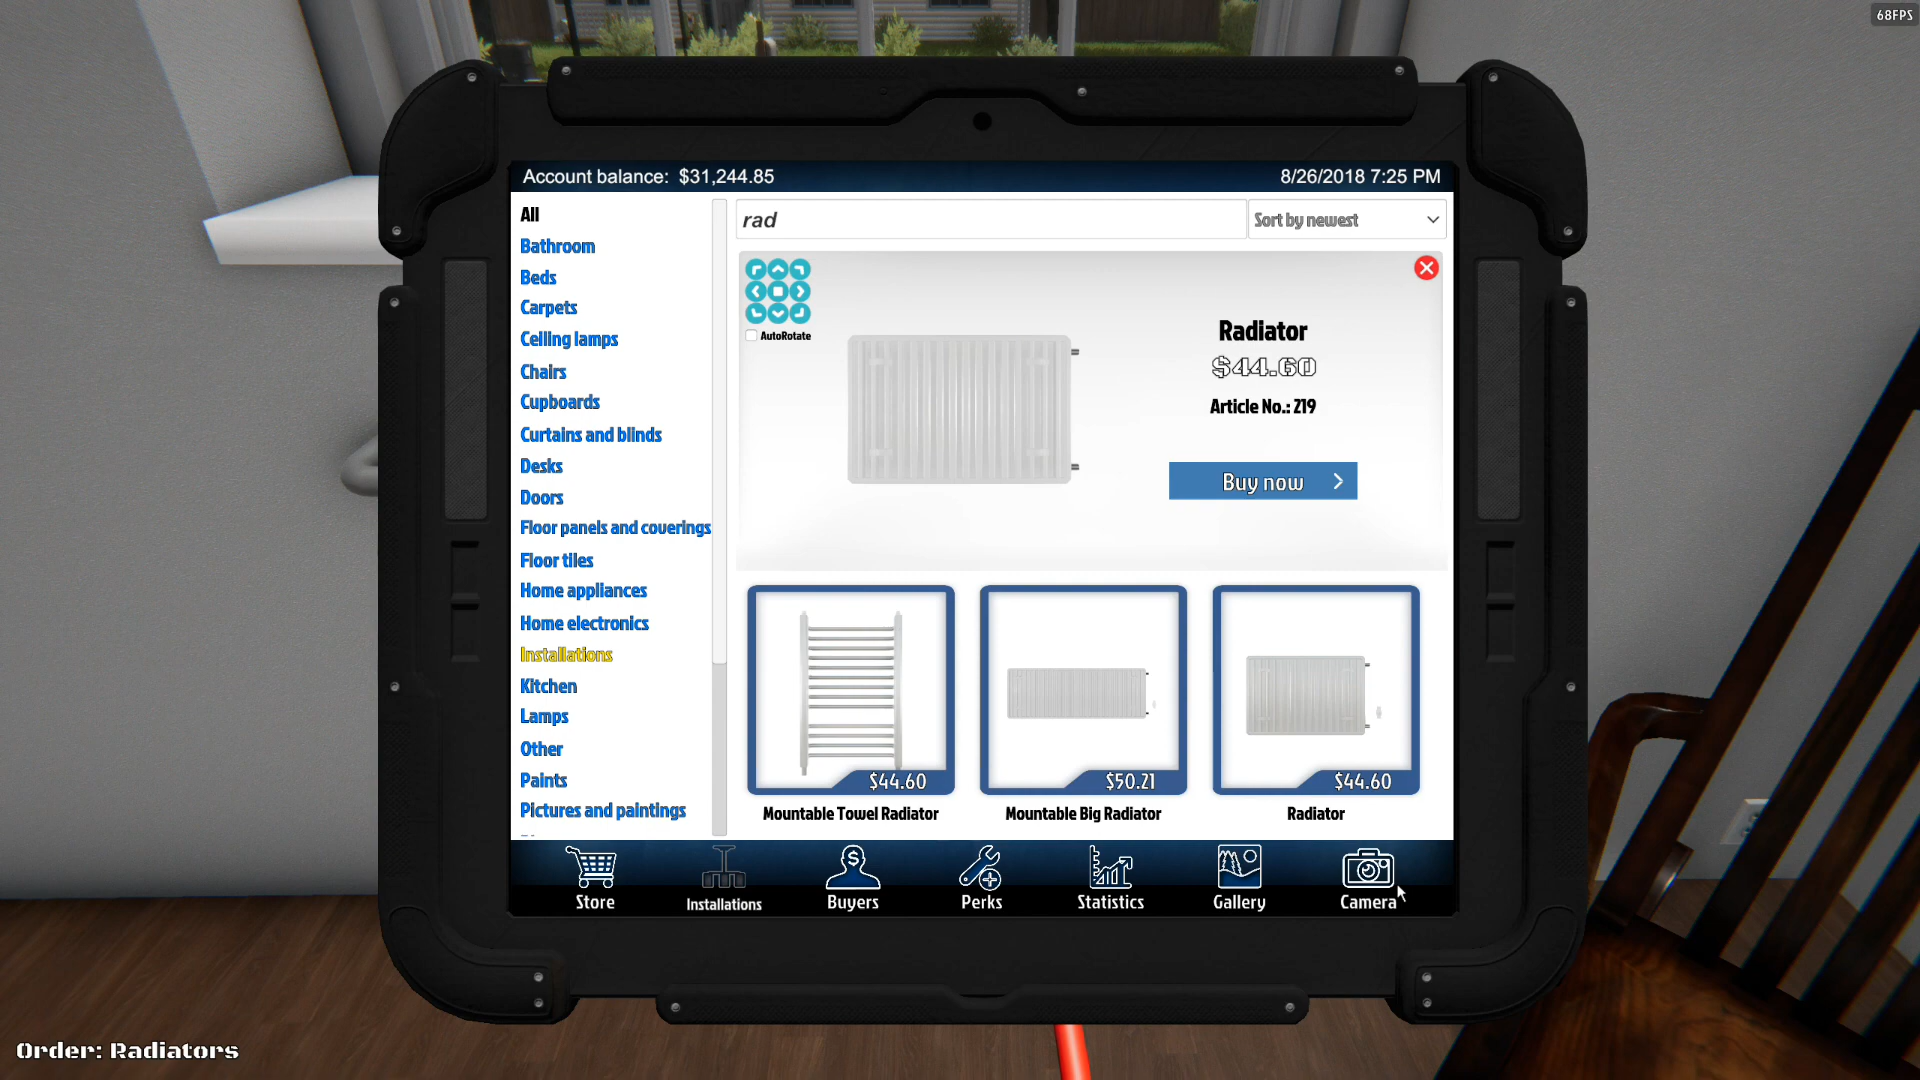 68FPS
Account balance: $31,244.85
8/26/2018 7:25 PM
All
Bathroom
Beds
Carpets
Ceiling lamps
Chairs
Cupboards
Curtains and blinds
Desks
Doors
Floor panels and coverings
Floor tiles
Home appliances
Home electronics
Installations
Kitchen
Lamps
Other
Paints
Pictures and paintings
rad
Sort by newest
AutoRotate
Radiator
$44.60
Article No.: 219
Buy now
$44.60
Mountable Towel Radiator
$50.21
Mountable Big Radiator
$44.60
Radiator
Store
Installations
Buyers
Perks
Statistics
Gallery
Camera
Order: Radiators